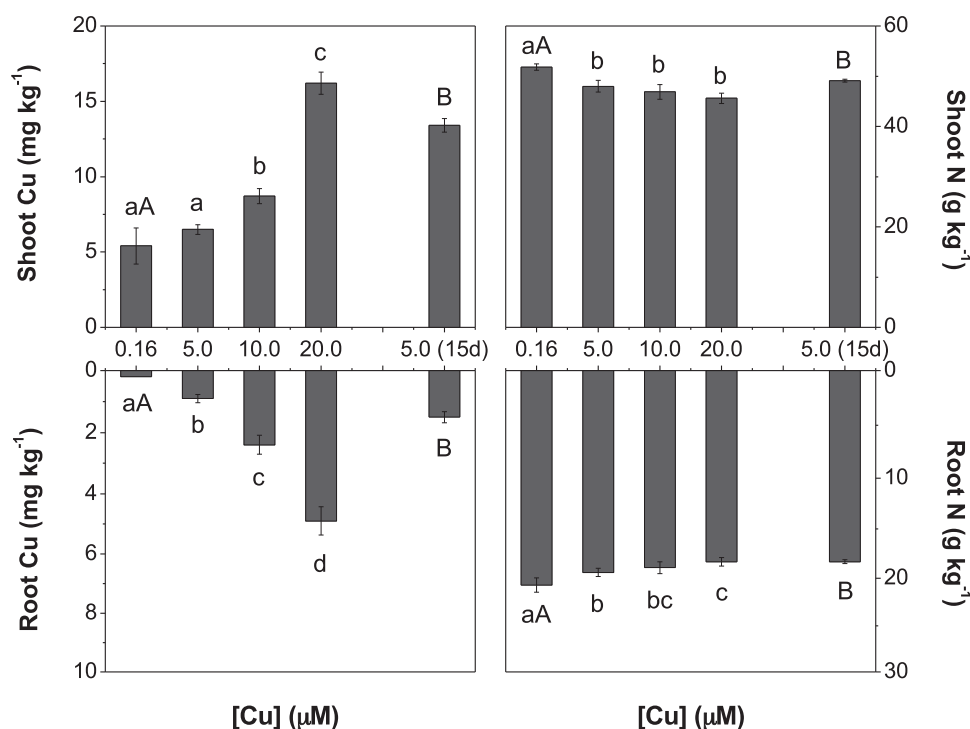 20
15
10
5
0
Shoot Cu (mg kg⁻¹)
aA
a
b
c
B
60
40
20
0
Shoot N (g kg⁻¹)
aA
b
b
b
B
0.16 5.0 10.0 20.0 5.0 (15d)
0.16 5.0 10.0 20.0 5.0 (15d)
0
2
4
6
8
10
Root Cu (mg kg⁻¹)
aA
b
c
d
B
0
10
20
30
Root N (g kg⁻¹)
aA
b
bc
c
B
[Cu] (μM)
[Cu] (μM)